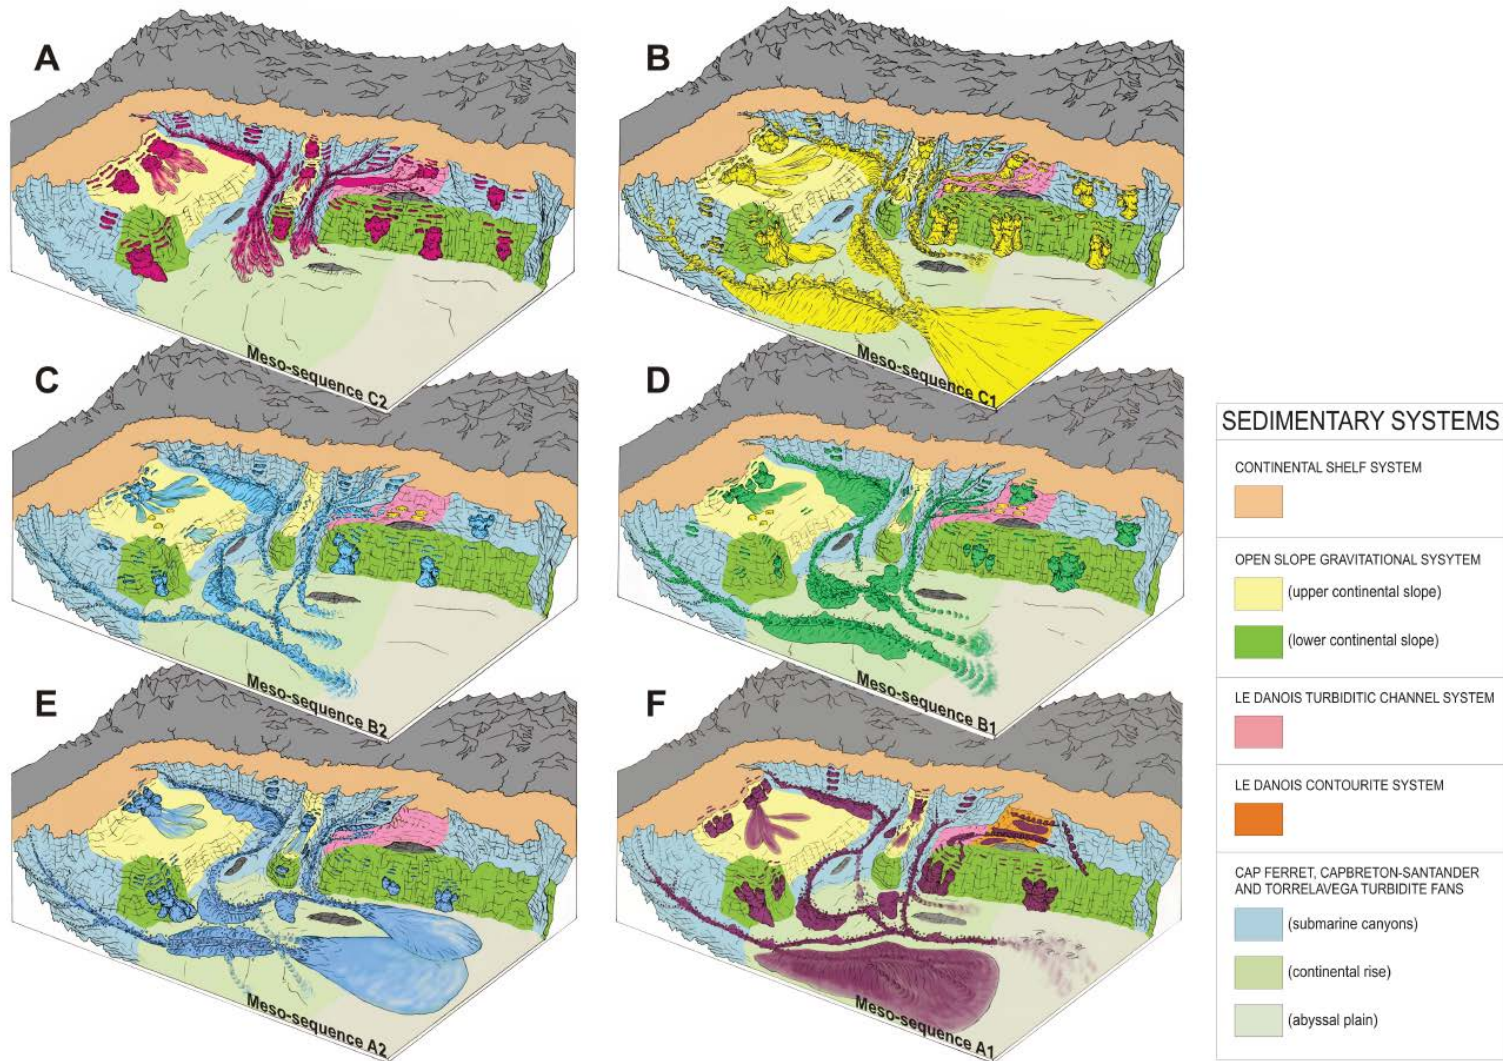 A
B
Meso-sequence C2
Meso-sequence C1
C
D
Meso-sequence B2
Meso-sequence B1
E
F
Meso-sequence A2
Meso-sequence A1
SEDIMENTARY SYSTEMS
CONTINENTAL SHELF SYSTEM
OPEN SLOPE GRAVITATIONAL SYSYTEM
(upper continental slope)
(lower continental slope)
LE DANOIS TURBIDITIC CHANNEL SYSTEM
LE DANOIS CONTOURITE SYSTEM
CAP FERRET, CAPBRETON-SANTANDER
AND TORRELAVEGA TURBIDITE FANS
(submarine canyons)
(continental rise)
(abyssal plain)